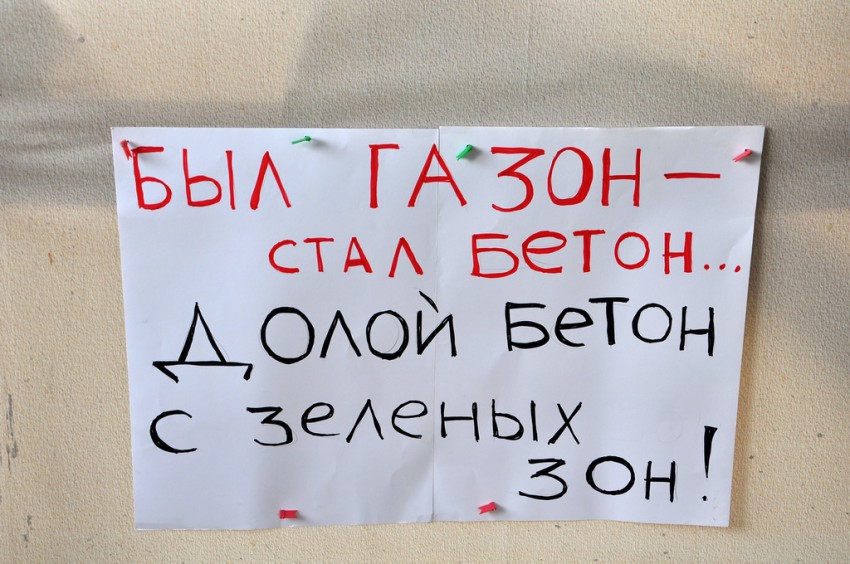 БЫЛ ГАЗОН –
СТАЛ БЕТОН...
ДОЛОЙ БЕТОН
С ЗЕЛЕНЫХ
ЗОН!